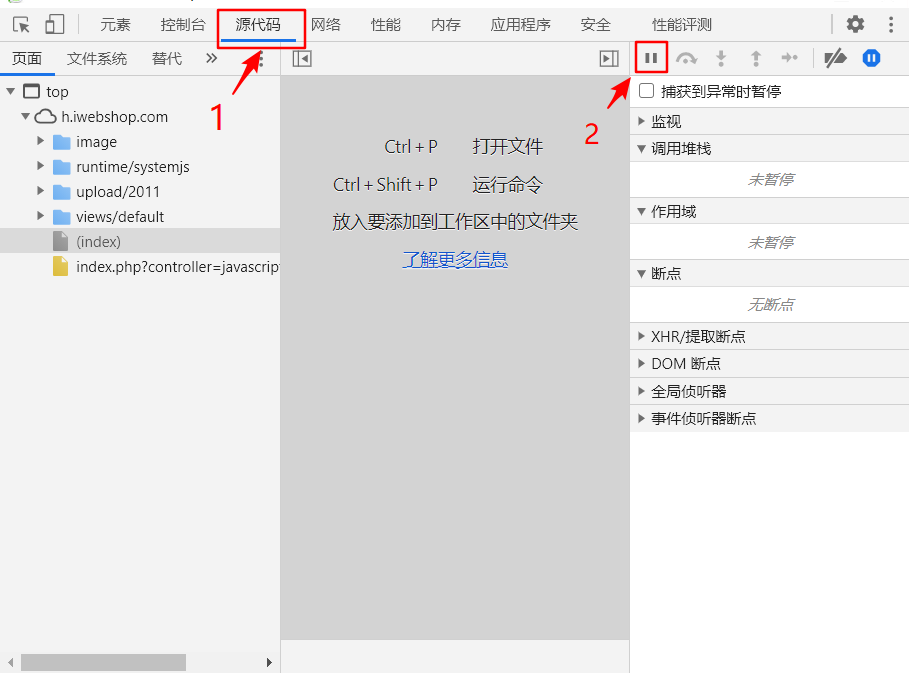 元素 控制台 源代码 网络 性能 内存 应用程序 安全 性能评测
页面 文件系统 替代 »
1
2
top
h.iwebshop.com
image
runtime/systemjs
upload/2011
views/default
(index)
index.php?controller=javascrip
Ctrl + P 打开文件
Ctrl + Shift + P 运行命令
放入要添加到工作区中的文件夹
了解更多信息
捕获到异常时暂停
监视
调用堆栈
未暂停
作用域
未暂停
断点
无断点
XHR/提取断点
DOM 断点
全局侦听器
事件侦听器断点